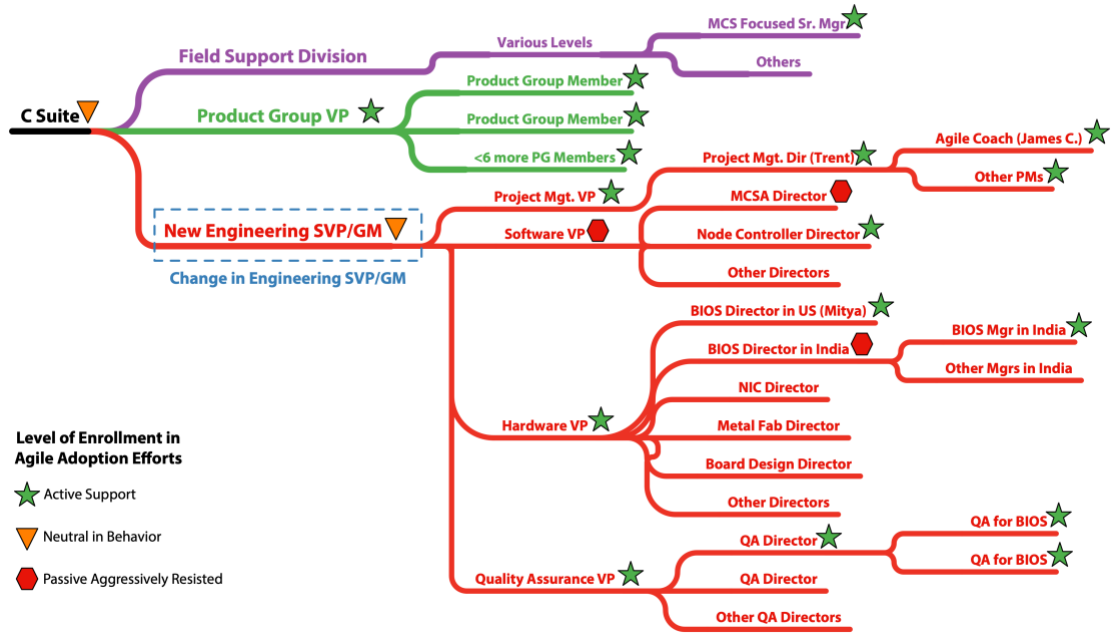 MCS Focused Sr. Mgr
Various Levels
Field Support Division
Others
Product Group Member
C Suite
Product Group VP
Product Group Member
<6 more PG Members
Agile Coach (James C.)
Project Mgt. Dir (Trent)
Other PMs
Project Mgt. VP
MCSA Director
New Engineering SVP/GM
Software VP
Node Controller Director
Change in Engineering SVP/GM
Other Directors
BIOS Director in US (Mitya)
BIOS Mgr in India
BIOS Director in India
Other Mgrs in India
NIC Director
Hardware VP
Metal Fab Director
Board Design Director
Other Directors
Level of Enrollment in
Agile Adoption Efforts
Active Support
Neutral in Behavior
Passive Aggressively Resisted
QA for BIOS
QA Director
QA for BIOS
Quality Assurance VP
QA Director
Other QA Directors